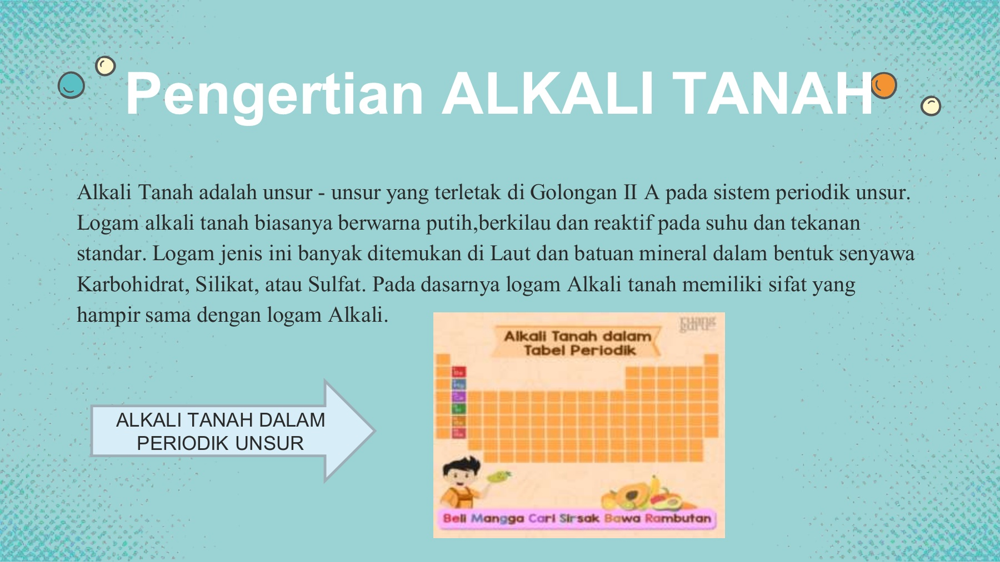 Pengertian ALKALI TANAH
Alkali Tanah adalah unsur - unsur yang terletak di Golongan II A pada sistem periodik unsur.
Logam alkali tanah biasanya berwarna putih,berkilau dan reaktif pada suhu dan tekanan
standar. Logam jenis ini banyak ditemukan di Laut dan batuan mineral dalam bentuk senyawa
Karbohidrat, Silikat, atau Sulfat. Pada dasarnya logam Alkali tanah memiliki sifat yang
hampir sama dengan logam Alkali.
ruang
guru
Alkali Tanah dalam
Tabel Periodik
Mg
Ca
ALKALI TANAH DALAM
PERIODIK UNSUR
Beli Mangga Cari Sirsak Bawa Rambutan